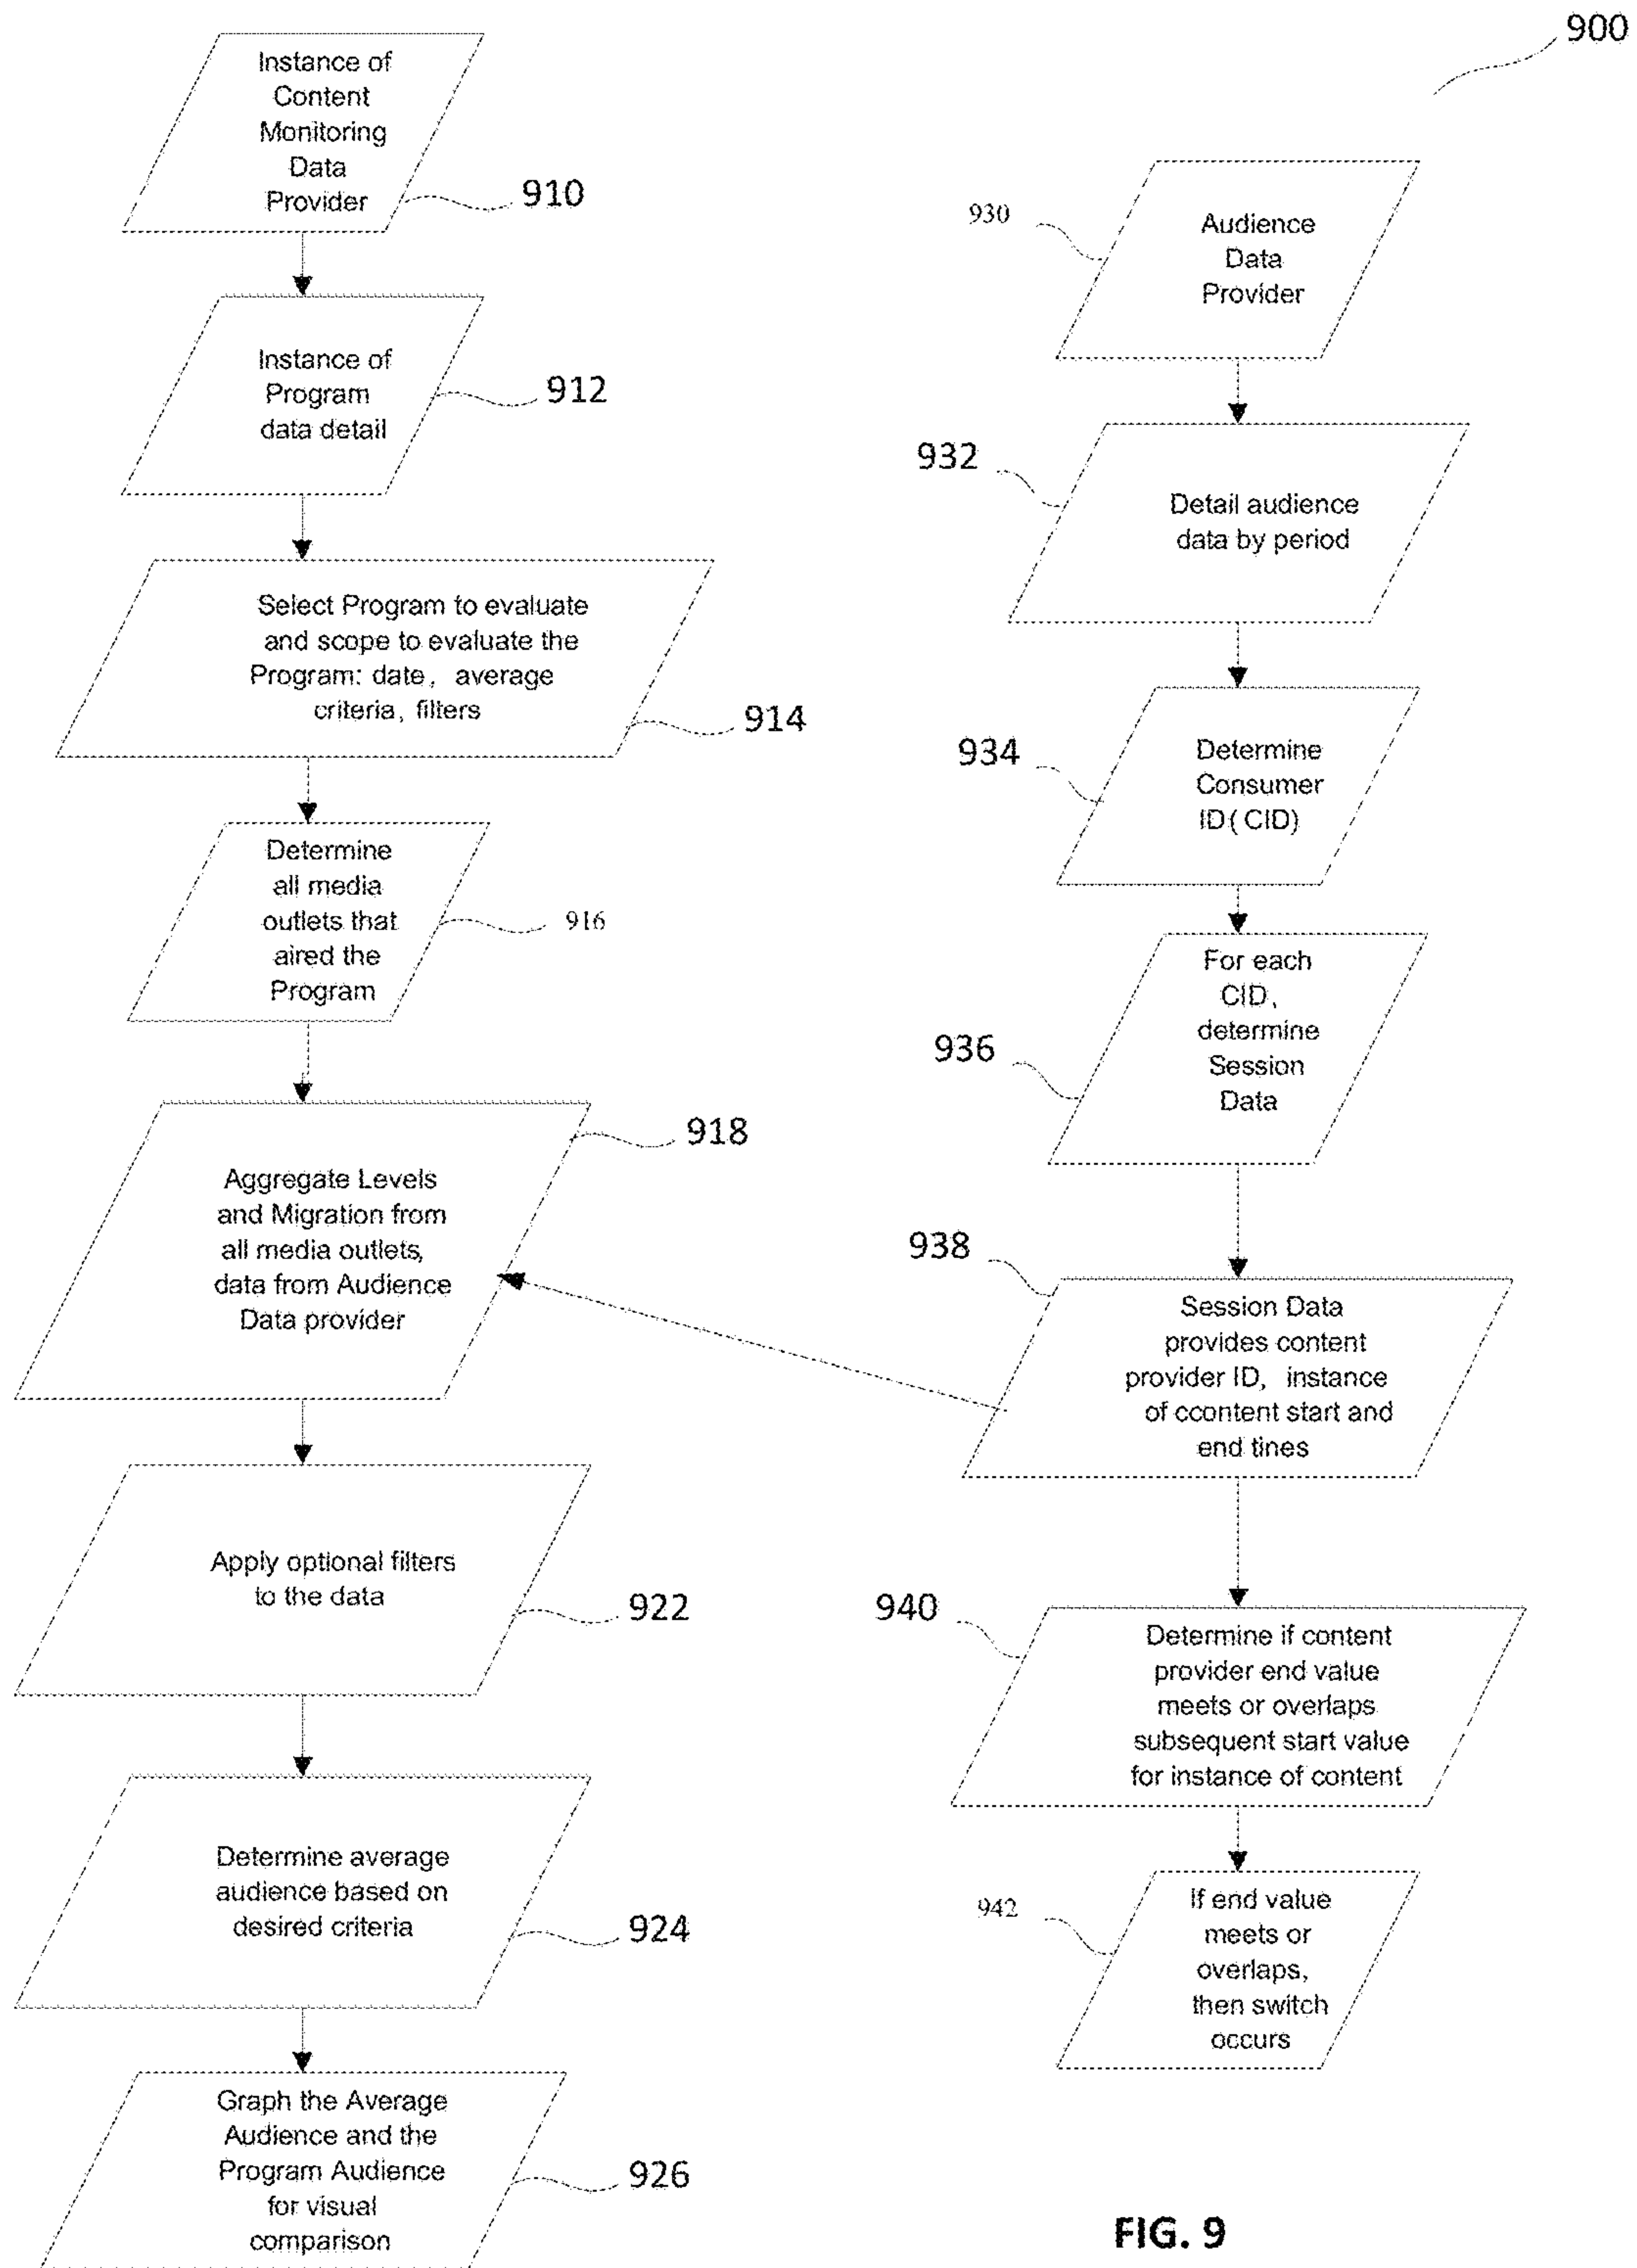 900
Instance of
Content
Monitoring
Data
Provider
910
Instance of
Program
data detail
912
Select Program to evaluate
and scope to evaluate the
Program: date, average
criteria, filters
914
Determine
all media
outlets that
aired the
Program
916
Aggregate Levels
and Migration from
all media outlets,
data from Audience
Data provider
918
Apply optional filters
to the data
922
Determine average
audience based on
desired criteria
924
Graph the Average
Audience and the
Program Audience
for visual
comparison
926
930
Audience
Data
Provider
932
Detail audience
data by period
934
Determine
Consumer
ID( CID)
936
For each
CID,
determine
Session
Data
938
Session Data
provides content
provider ID, instance
of ccontent start and
end tines
940
Determine if content
provider end value
meets or overlaps
subsequent start value
for instance of content
942
If end value
meets or
overlaps,
then switch
occurs
FIG. 9